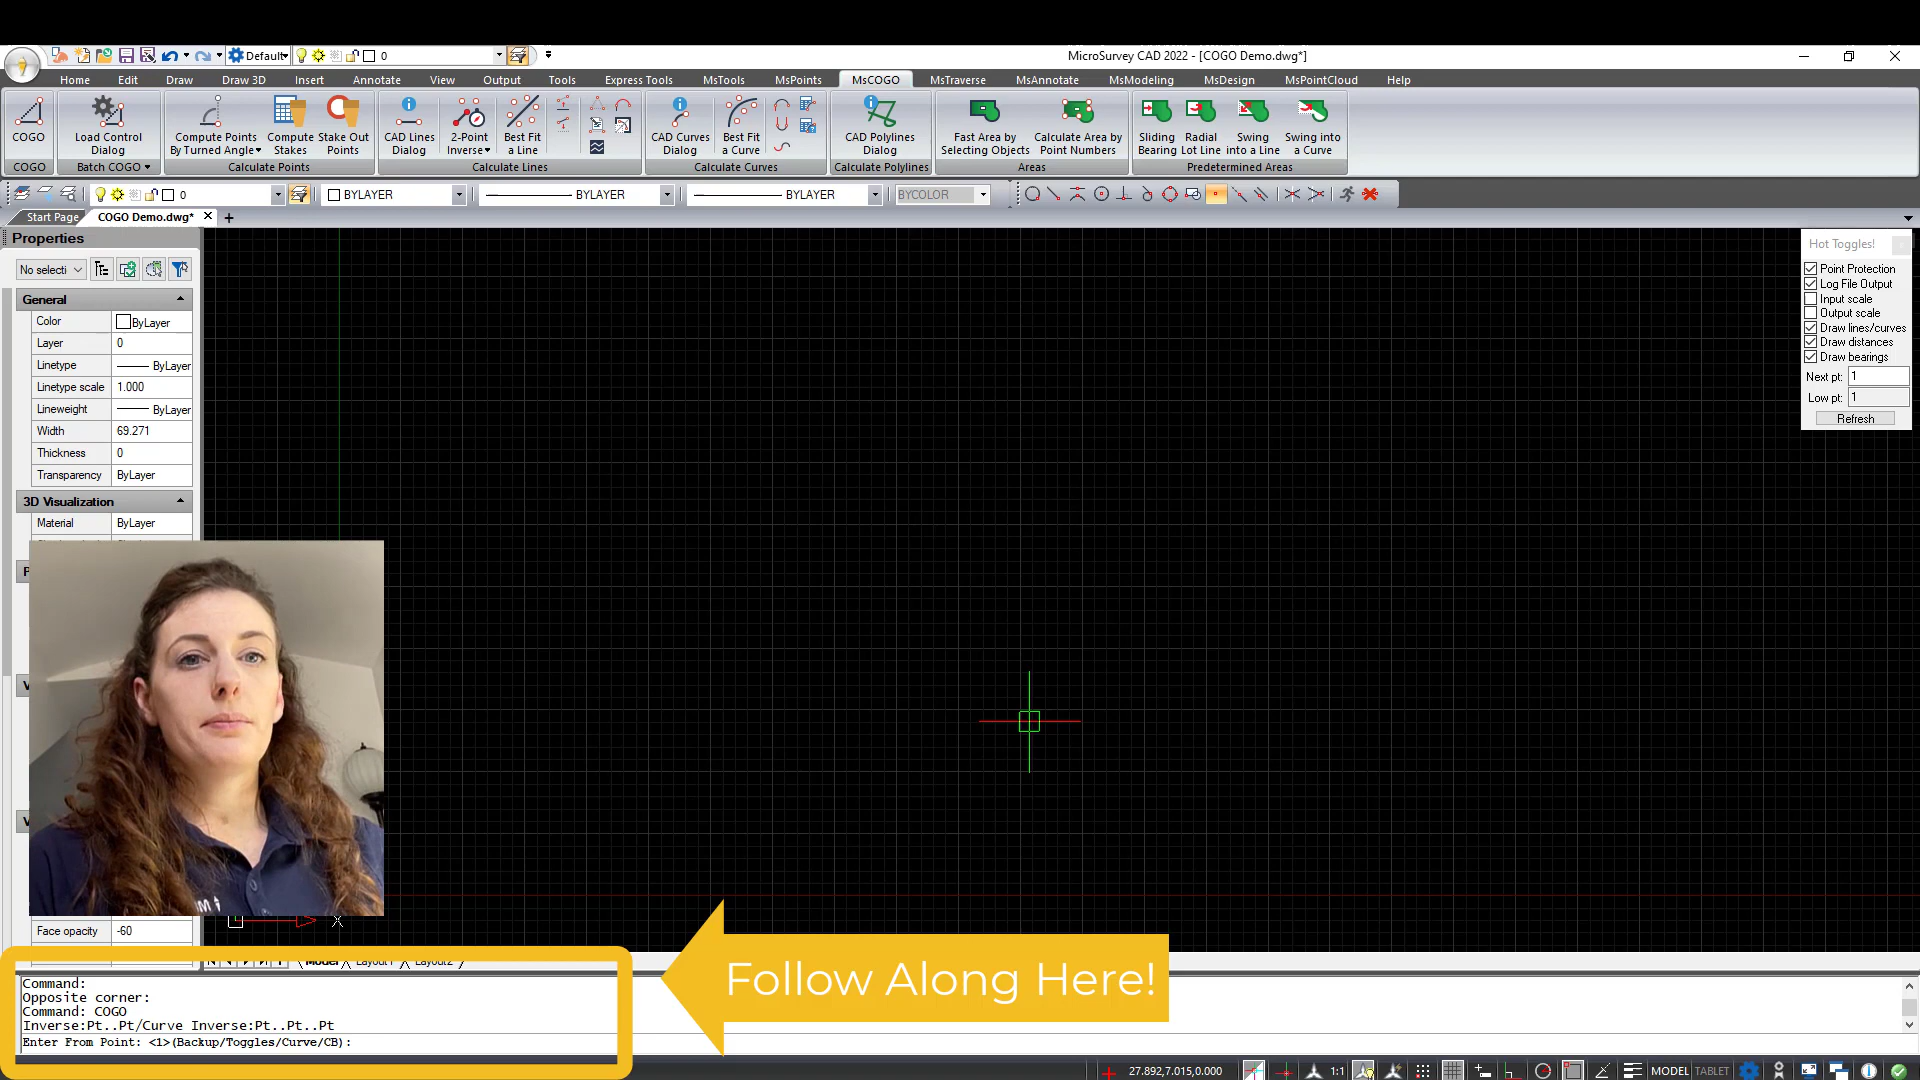 Default
0
MicroSurvey CAD 2022 - [COGO Demo.dwg*]
Home Edit Draw Draw 3D Insert Annotate View Output Tools Express Tools MsTools MsPoints MsCOGO MsTraverse MsAnnotate MsModeling MsDesign MsPointCloud Help
COGO
Load Control
Dialog
Compute Points
By Turned Angle
Compute
Stakes
Stake Out
Points
CAD Lines
Dialog
2-Point
Inverse
Best Fit
a Line
CAD Curves
Dialog
Best Fit
a Curve
CAD Polylines
Dialog
Fast Area by
Selecting Objects
Calculate Area by
Point Numbers
Sliding
Bearing
Radial
Lot Line
Swing
into a Line
Swing into
a Curve
COGO Batch COGO Calculate Points Calculate Lines Calculate Curves Calculate Polylines Areas Predetermined Areas
0 BYLAYER BYLAYER BYLAYER BYCOLOR
Start Page COGO Demo.dwg*
Properties
No selecti
General
Color ByLayer
Layer 0
Linetype ByLayer
Linetype scale 1.000
Lineweight ByLayer
Width 69.271
Thickness 0
Transparency ByLayer
3D Visualization
Material ByLayer
Face opacity -60
Hot Toggles!
Point Protection
Log File Output
Input scale
Output scale
Draw lines/curves
Draw distances
Draw bearings
Next pt: 1
Low pt: 1
Refresh
X
Model Layout1 Layout2
Command:
Opposite corner:
Command: COGO
Inverse:Pt..Pt/Curve Inverse:Pt..Pt..Pt
Enter From Point: <1>(Backup/Toggles/Curve/CB):
Follow Along Here!
27.892,7.015,0.000 1:1 MODEL TABLET